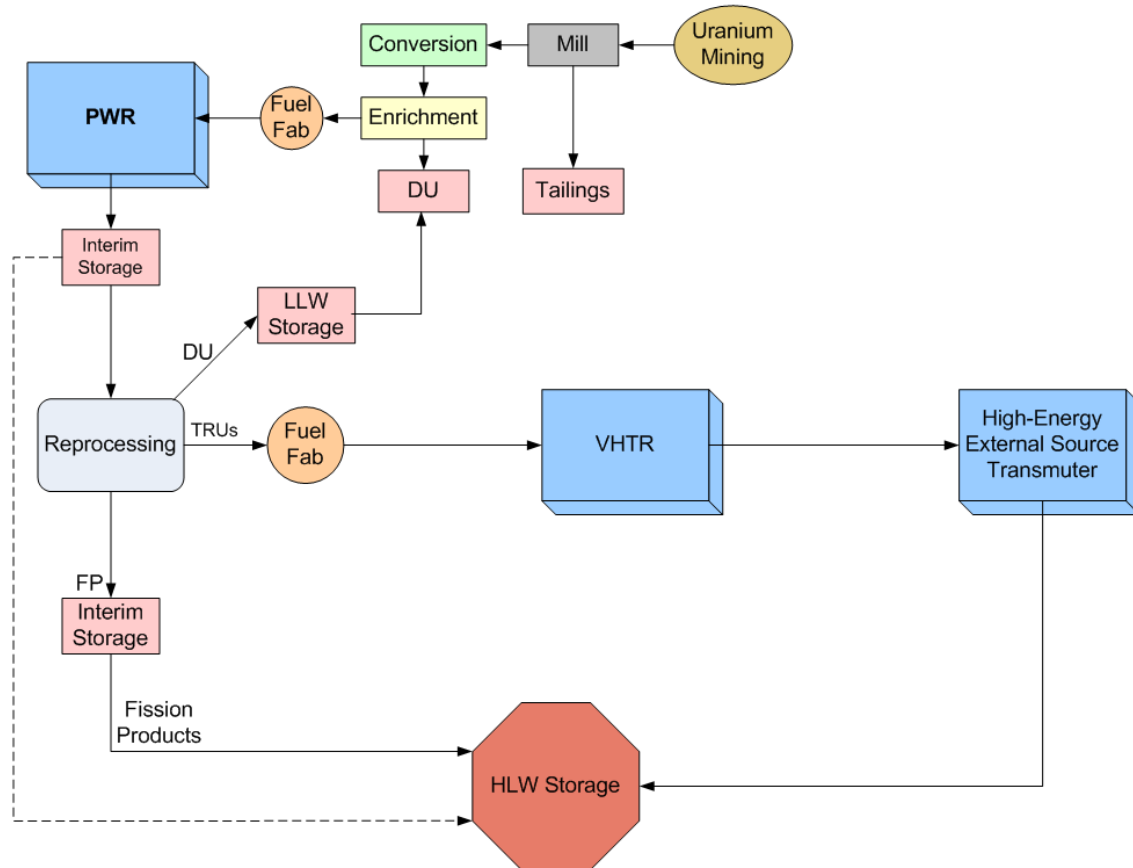 Uranium
Mining
Mill
Conversion
Enrichment
Fuel
Fab
PWR
DU
Tailings
Interim
Storage
LLW
Storage
DU
Reprocessing
TRUs
Fuel
Fab
VHTR
High-Energy
External Source
Transmuter
FP
Interim
Storage
Fission
Products
HLW Storage